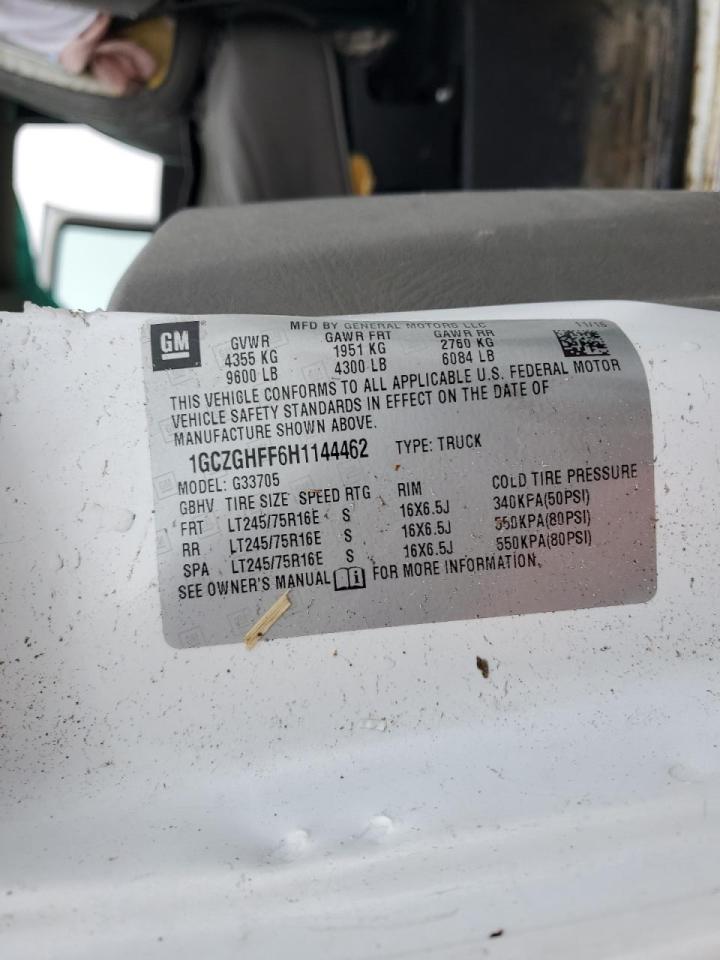 GM
MFD BY GENERAL MOTORS LLC 11/16
GVWR GAWR FRT GAWR RR
4355 KG 1951 KG 2760 KG
9600 LB 4300 LB 6084 LB
THIS VEHICLE CONFORMS TO ALL APPLICABLE U.S. FEDERAL MOTOR
VEHICLE SAFETY STANDARDS IN EFFECT ON THE DATE OF
MANUFACTURE SHOWN ABOVE.
1GCZGHFF6H1144462 TYPE: TRUCK
MODEL: G33705
GBHV TIRE SIZE SPEED RTG RIM COLD TIRE PRESSURE
FRT LT245/75R16E S 16X6.5J 340KPA(50PSI)
RR LT245/75R16E S 16X6.5J 550KPA(80PSI)
SPA LT245/75R16E S 16X6.5J 550KPA(80PSI)
SEE OWNER'S MANUAL FOR MORE INFORMATION.